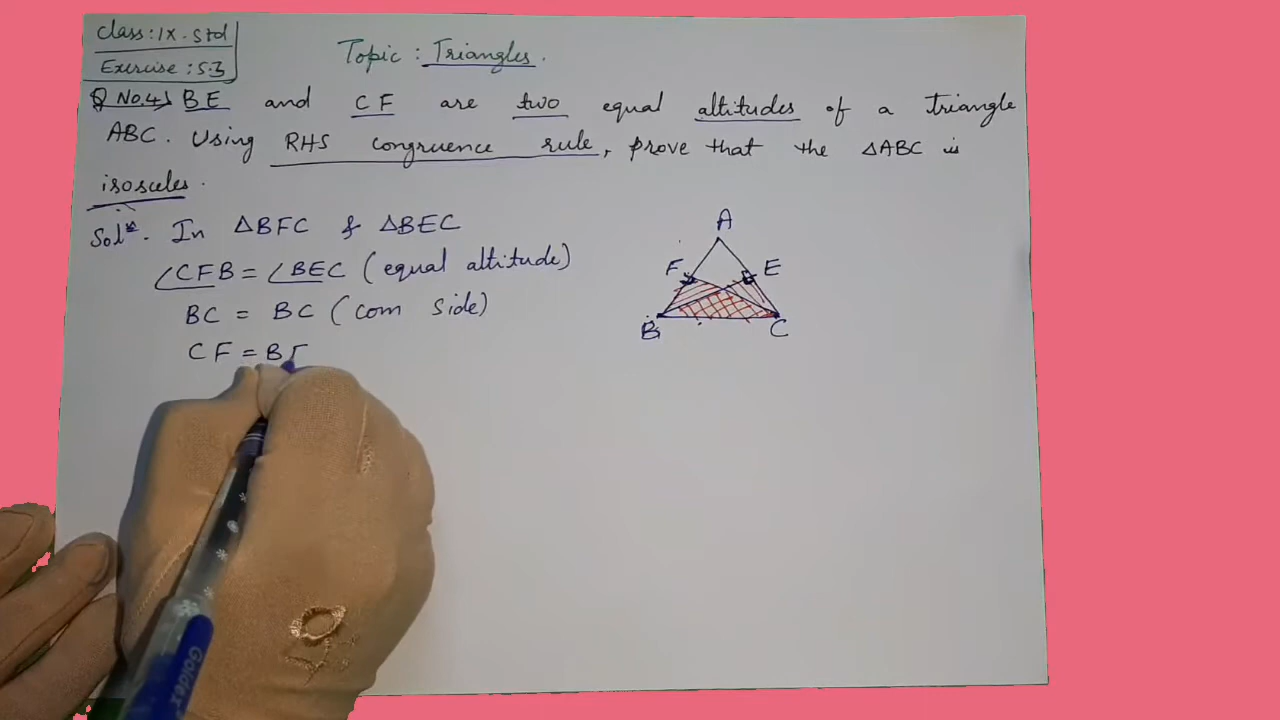 Class: IX. Std
Exercise: 5.3
Topic: Triangles.
Q No.4) BE and CF are two equal altitudes of a triangle
ABC. Using RHS congruence rule, prove that the ΔABC is
isosceles.
Solⁿ. In ΔBFC & ΔBEC
∠CFB = ∠BEC (equal altitude)
BC = BC (com side)
CF = B
A
F
E
B
C
Goldex